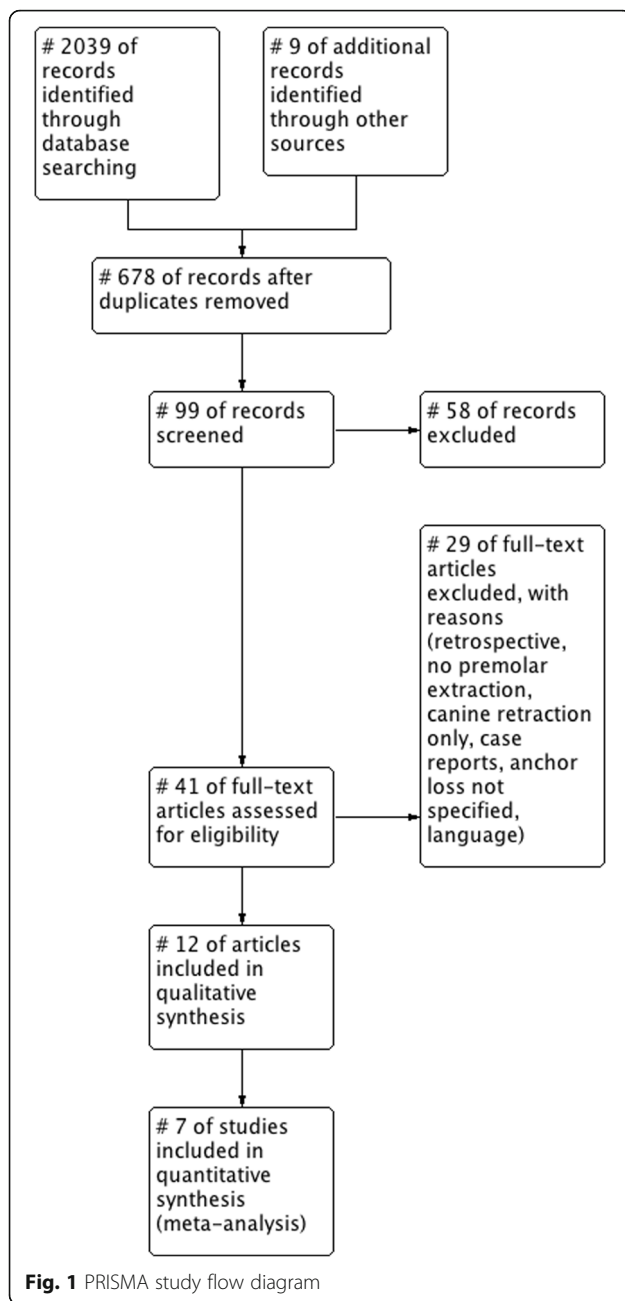 # 2039 of
records
identified
through
database
searching
# 9 of additional
records
identified
through other
sources
# 678 of records after
duplicates removed
# 99 of records
screened
# 58 of records
excluded
# 29 of full-text
articles
excluded, with
reasons
(retrospective,
no premolar
extraction,
canine retraction
only, case
reports, anchor
loss not
specified,
language)
# 41 of full-text
articles assessed
for eligibility
# 12 of articles
included in
qualitative
synthesis
# 7 of studies
included in
quantitative
synthesis
(meta-analysis)
Fig. 1 PRISMA study flow diagram